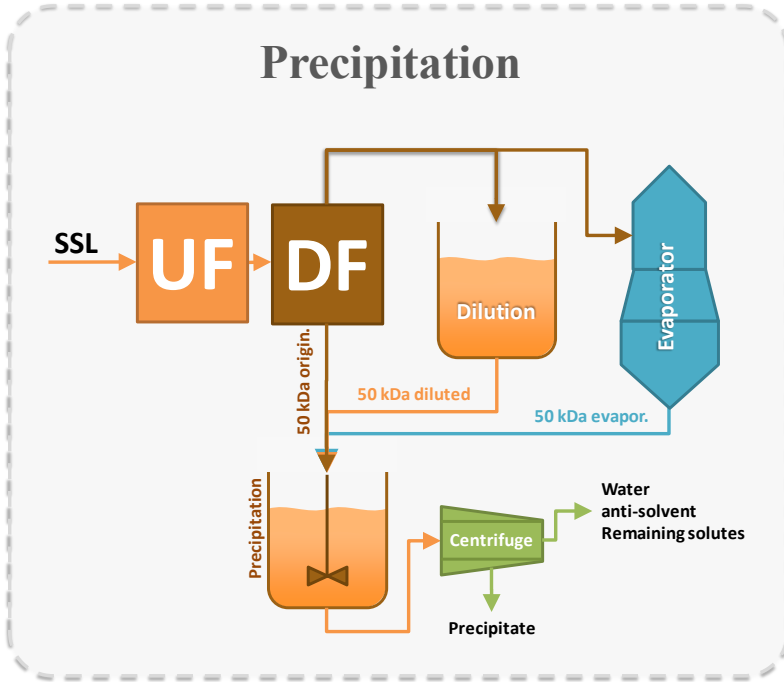 Precipitation
SSL
UF
DF
Dilution
Evaporator
50 kDa origin.
50 kDa diluted
50 kDa evapor.
Precipitation
Centrifuge
Water
anti-solvent
Remaining solutes
Precipitate